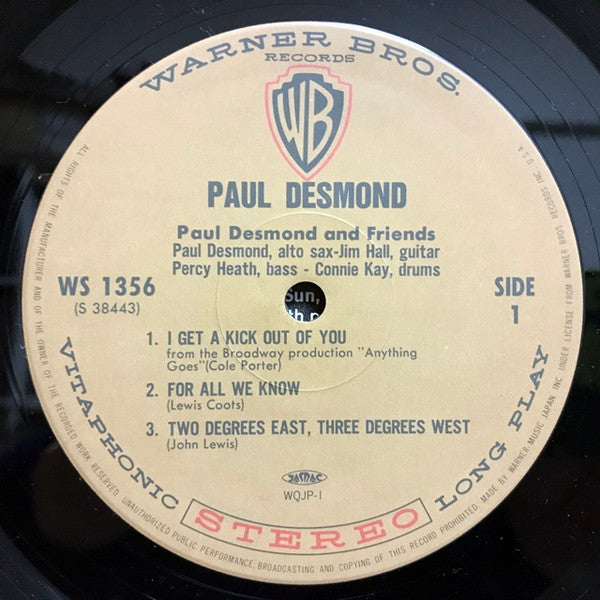 WARNER BROS.
RECORDS
WB
PAUL DESMOND
Paul Desmond and Friends
Paul Desmond, alto sax-Jim Hall, guitar
Percy Heath, bass - Connie Kay, drums
WS 1356
(S 38443)
SIDE
1
Sun,
1. I GET A KICK OUT OF YOU
from the Broadway production "Anything
Goes"(Cole Porter)
2. FOR ALL WE KNOW
(Lewis Coots)
3. TWO DEGREES EAST, THREE DEGREES WEST
(John Lewis)
JASRAC
WQJP-1
VITAPHONIC STEREO LONG PLAY
ALL RIGHTS OF THE MANUFACTURER AND OF THE OWNER OF THE RECORDED WORK RESERVED. UNAUTHORIZED PUBLIC PERFORMANCE, BROADCASTING AND COPYING OF THIS RECORD PROHIBITED. MADE BY WARNER-MUSIC JAPAN INC. UNDER LICENSE FROM WARNER BROS. RECORDS INC. U.S.A.